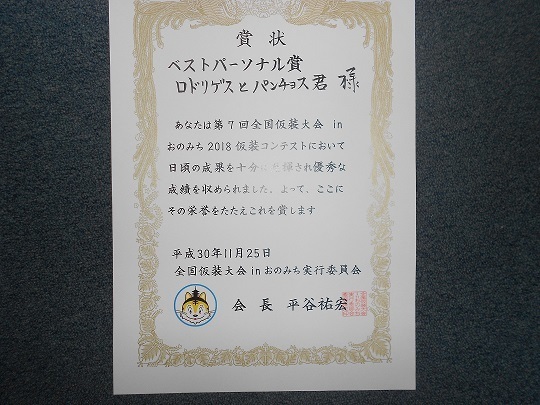 賞状
ベストパーソナル賞
ロドリゲスとパンチョス君 様
あなたは第7回全国仮装大会 in
おのみち2018仮装コンテストにおいて
日頃の成果を十分に発揮され優秀な
成績を収められました。よって、ここに
その栄誉をたたえこれを賞します
平成30年11月25日
全国仮装大会inおのみち実行委員会
会長 平谷祐宏